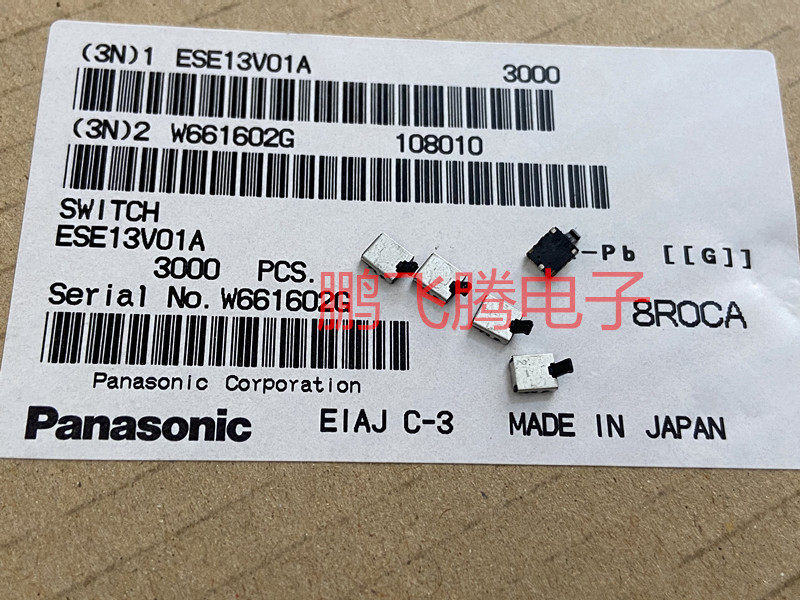 (3N)1 ESE13V01A 3000
(3N)2 W661602G 108010
SWITCH
ESE13V01A
3000 PCS.
-Pb [[G]]
Serial No. W661602G
鹏飞腾电子
8ROCA
Panasonic Corporation
Panasonic EIAJ C-3 MADE IN JAPAN